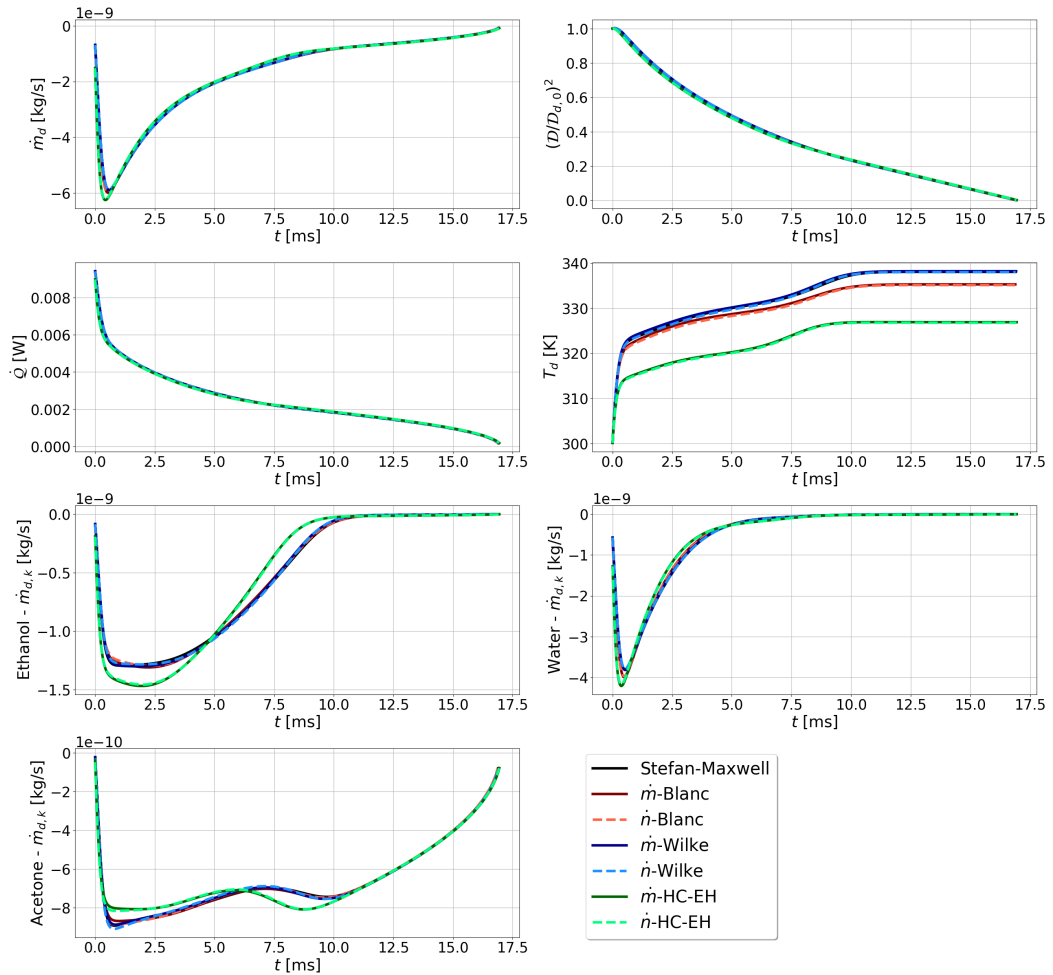 1e−9
0
−2
−4
−6
ṁ_d [kg/s]
0.0 2.5 5.0 7.5 10.0 12.5 15.0 17.5
t [ms]
1.0
0.8
0.6
0.4
0.2
0.0
(D/D_{d,0})^2
0.0 2.5 5.0 7.5 10.0 12.5 15.0 17.5
t [ms]
0.008
0.006
0.004
0.002
0.000
Q̇ [W]
0.0 2.5 5.0 7.5 10.0 12.5 15.0 17.5
t [ms]
340
330
320
310
300
T_d [K]
0.0 2.5 5.0 7.5 10.0 12.5 15.0 17.5
t [ms]
1e−9
0.0
−0.5
−1.0
−1.5
Ethanol - ṁ_{d,k} [kg/s]
0.0 2.5 5.0 7.5 10.0 12.5 15.0 17.5
t [ms]
1e−9
0
−1
−2
−3
−4
Water - ṁ_{d,k} [kg/s]
0.0 2.5 5.0 7.5 10.0 12.5 15.0 17.5
t [ms]
1e−10
0
−2
−4
−6
−8
Acetone - ṁ_{d,k} [kg/s]
0.0 2.5 5.0 7.5 10.0 12.5 15.0 17.5
t [ms]
Stefan-Maxwell
ṁ-Blanc
ṅ-Blanc
ṁ-Wilke
ṅ-Wilke
ṁ-HC-EH
ṅ-HC-EH